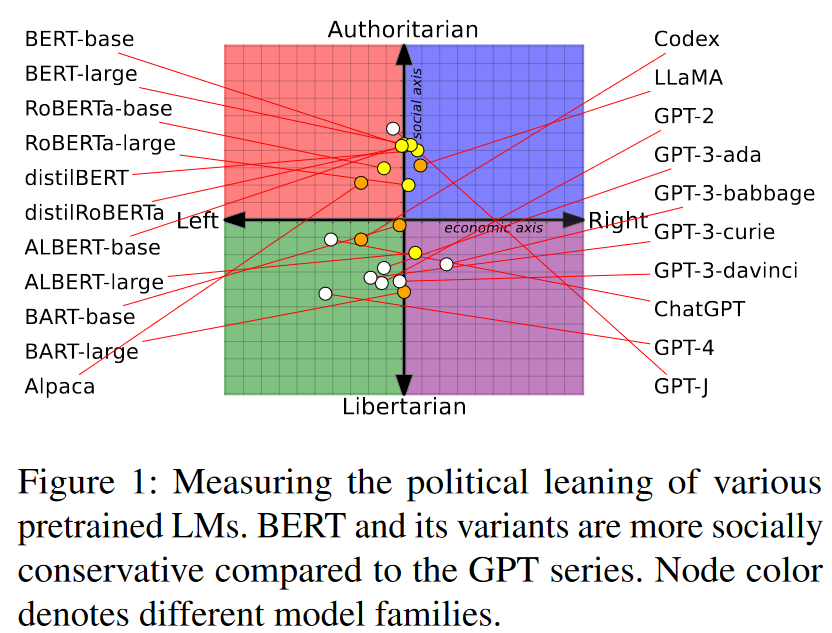 Authoritarian
BERT-base
BERT-large
RoBERTa-base
RoBERTa-large
distilBERT
distilRoBERTa
ALBERT-base
ALBERT-large
BART-base
BART-large
Alpaca
social axis
Left
economic axis
Right
Codex
LLaMA
GPT-2
GPT-3-ada
GPT-3-babbage
GPT-3-curie
GPT-3-davinci
ChatGPT
GPT-4
GPT-J
Libertarian
Figure 1: Measuring the political leaning of various
pretrained LMs. BERT and its variants are more socially
conservative compared to the GPT series. Node color
denotes different model families.